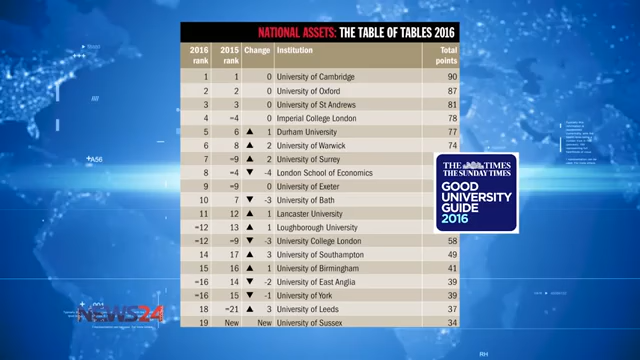 NATIONAL ASSETS: THE TABLE OF TABLES 2016
2016 rank 2015 rank Change Institution Total points
1 1 0 University of Cambridge 90
2 2 0 University of Oxford 87
3 3 0 University of St Andrews 81
4 =4 0 Imperial College London 78
5 6 ▲ 1 Durham University 77
6 8 ▲ 2 University of Warwick 74
7 =9 ▲ 2 University of Surrey
8 =4 ▼ -4 London School of Economics
9 =9 0 University of Exeter
10 7 ▼ -3 University of Bath
11 12 ▲ 1 Lancaster University
=12 13 ▲ 1 Loughborough University
=12 =9 ▼ -3 University College London 58
14 17 ▲ 3 University of Southampton 49
15 16 ▲ 1 University of Birmingham 41
=16 14 ▼ -2 University of East Anglia 39
=16 15 ▼ -1 University of York 39
18 =21 ▲ 3 University of Leeds 37
19 New New University of Sussex 34
THE TIMES
THE SUNDAY TIMES
GOOD
UNIVERSITY
GUIDE
2016
+A56
NEWS24
RH